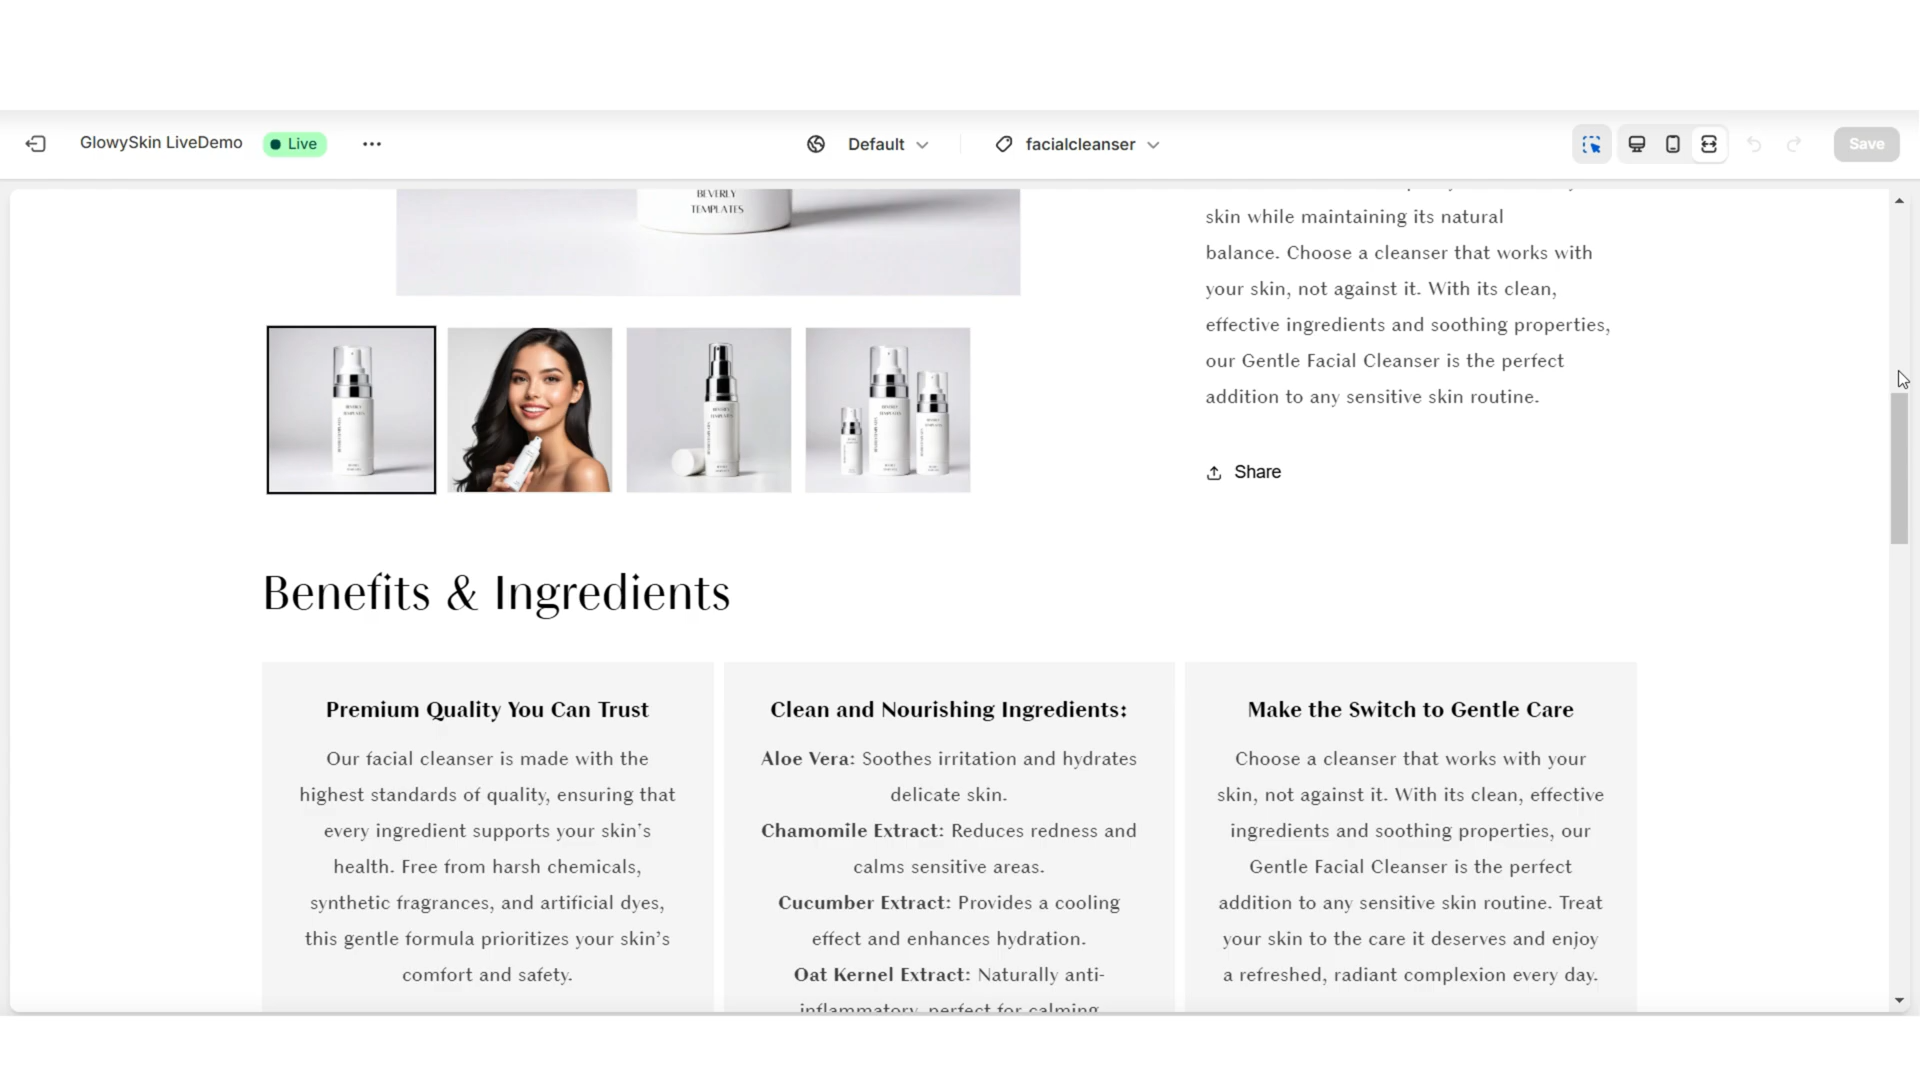 GlowySkin LiveDemo
Live
Default
facialcleanser
Save
BEVERLY
TEMPLATES
skin while maintaining its natural
balance. Choose a cleanser that works with
your skin, not against it. With its clean,
effective ingredients and soothing properties,
our Gentle Facial Cleanser is the perfect
addition to any sensitive skin routine.
Share
Benefits & Ingredients
Premium Quality You Can Trust
Our facial cleanser is made with the
highest standards of quality, ensuring that
every ingredient supports your skin's
health. Free from harsh chemicals,
synthetic fragrances, and artificial dyes,
this gentle formula prioritizes your skin's
comfort and safety.
Clean and Nourishing Ingredients:
Aloe Vera: Soothes irritation and hydrates
delicate skin.
Chamomile Extract: Reduces redness and
calms sensitive areas.
Cucumber Extract: Provides a cooling
effect and enhances hydration.
Oat Kernel Extract: Naturally anti-
inflammatory, perfect for calming
Make the Switch to Gentle Care
Choose a cleanser that works with your
skin, not against it. With its clean, effective
ingredients and soothing properties, our
Gentle Facial Cleanser is the perfect
addition to any sensitive skin routine. Treat
your skin to the care it deserves and enjoy
a refreshed, radiant complexion every day.